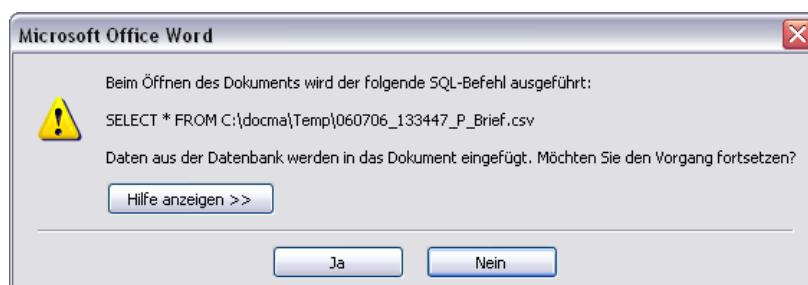 Microsoft Office Word
Beim Öffnen des Dokuments wird der folgende SQL-Befehl ausgeführt:
SELECT * FROM C:\docma\Temp\060706_133447_P_Brief.csv
Daten aus der Datenbank werden in das Dokument eingefügt. Möchten Sie den Vorgang fortsetzen?
Hilfe anzeigen >>
Ja
Nein